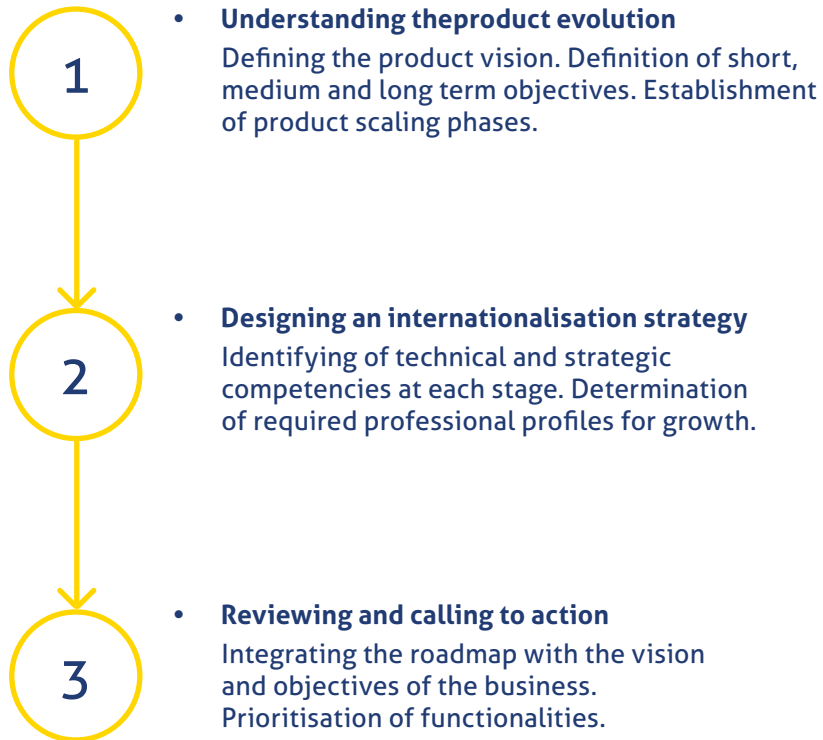 1
• Understanding theproduct evolution
Defining the product vision. Definition of short,
medium and long term objectives. Establishment
of product scaling phases.
2
• Designing an internationalisation strategy
Identifying of technical and strategic
competencies at each stage. Determination
of required professional profiles for growth.
3
• Reviewing and calling to action
Integrating the roadmap with the vision
and objectives of the business.
Prioritisation of functionalities.